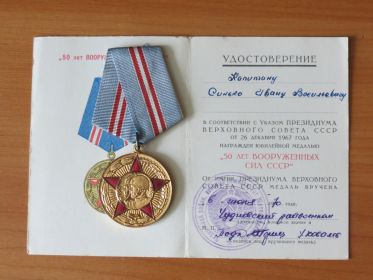 "50 лет ВООРУ
УДОСТОВЕРЕНИЕ
Капитану
Синько Ивану Васильевичу
В СООТВЕТСТВИИ С УКАЗОМ ПРЕЗИДИУМА
ВЕРХОВНОГО СОВЕТА СССР
ОТ 26 ДЕКАБРЯ 1967 ГОДА
НАГРАЖДЕН ЮБИЛЕЙНОЙ МЕДАЛЬЮ
"50 ЛЕТ ВООРУЖЕННЫХ
СИЛ СССР"
ОТ ИМЕНИ ПРЕЗИДИУМА ВЕРХОВНОГО
СОВЕТА СССР МЕДАЛЬ ВРУЧЕНА
6 июня 70 года